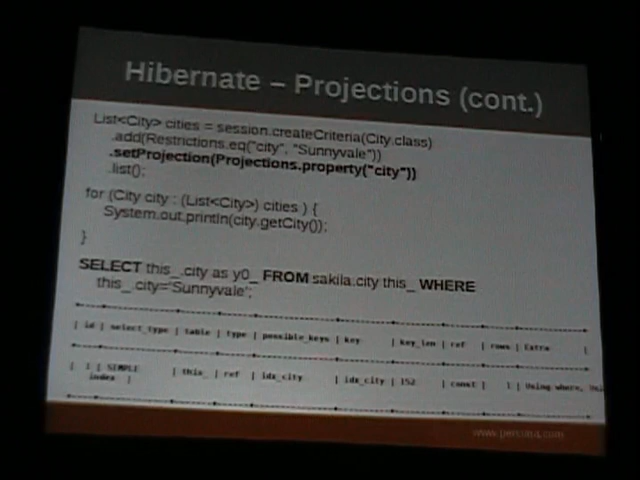 Hibernate – Projections (cont.)
List<City> cities = session.createCriteria(City.class)
.add(Restrictions.eq("city", "Sunnyvale"))
.setProjection(Projections.property("city"))
.list();
for (City city : (List<City>) cities ) {
System.out.println(city.getCity());
}
SELECT this_.city as y0_ FROM sakila.city this_ WHERE
this_.city='Sunnyvale';
| id | select_type | table | type | possible_keys | key | key_len | ref | rows | Extra |
| 1 | SIMPLE | this_ | ref | idx_city | idx_city | 152 | const | 1 | Using where,
index |
www.percona.com